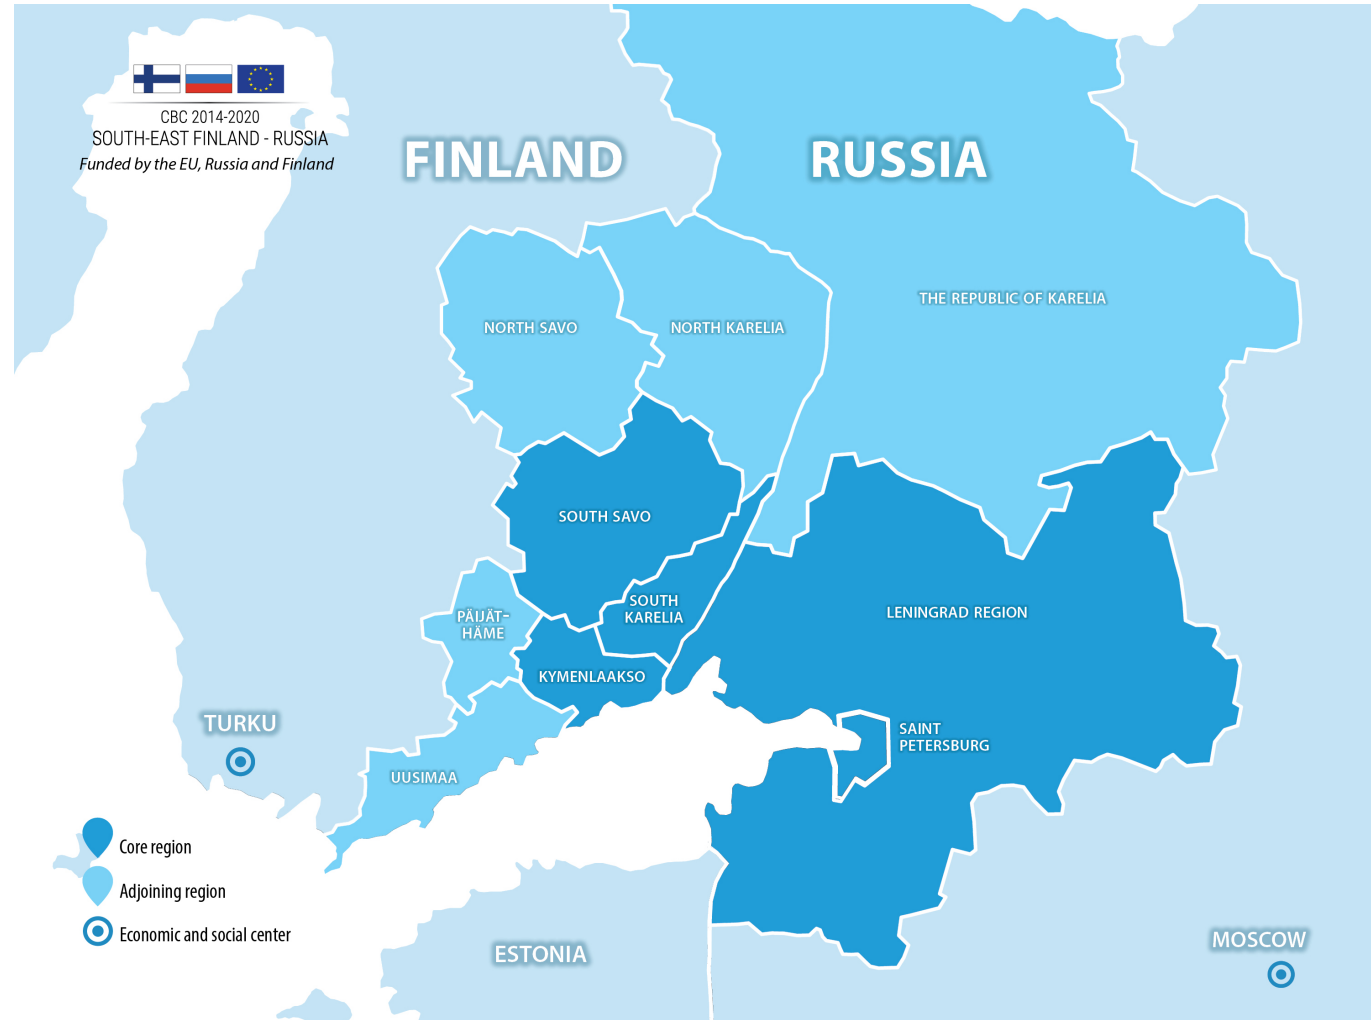 CBC 2014-2020
SOUTH-EAST FINLAND - RUSSIA
Funded by the EU, Russia and Finland
FINLAND
RUSSIA
THE REPUBLIC OF KARELIA
NORTH SAVO
NORTH KARELIA
SOUTH SAVO
SOUTH
KARELIA
LENINGRAD REGION
PÄIJÄT-
HÄME
KYMENLAAKSO
TURKU
SAINT
PETERSBURG
UUSIMAA
Core region
Adjoining region
Economic and social center
ESTONIA
MOSCOW